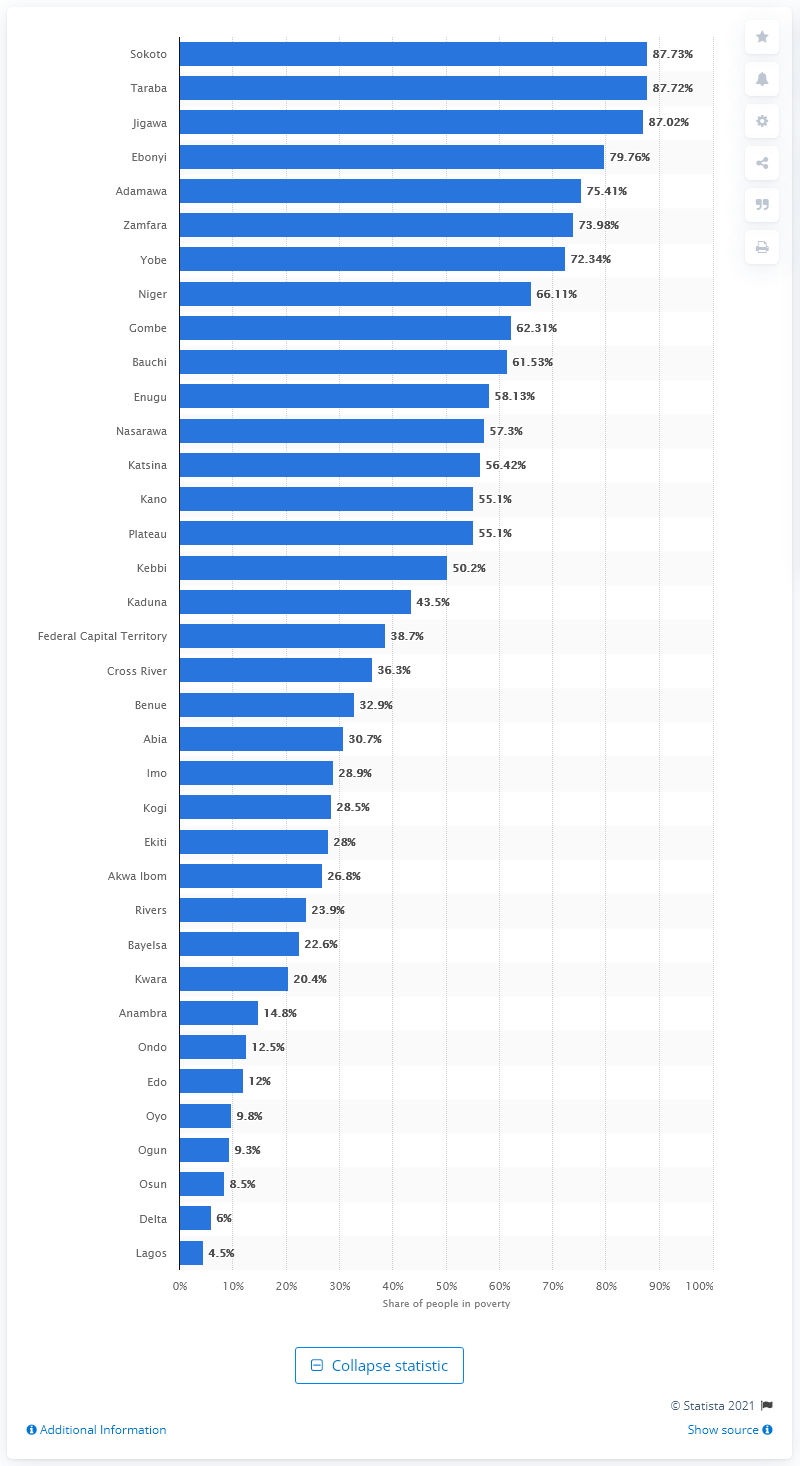 Sokoto 87.73%
Taraba 87.72%
Jigawa 87.02%
Ebonyi 79.76%
Adamawa 75.41%
Zamfara 73.98%
Yobe 72.34%
Niger 66.11%
Gombe 62.31%
Bauchi 61.53%
Enugu 58.13%
Nasarawa 57.3%
Katsina 56.42%
Kano 55.1%
Plateau 55.1%
Kebbi 50.2%
Kaduna 43.5%
Federal Capital Territory 38.7%
Cross River 36.3%
Benue 32.9%
Abia 30.7%
Imo 28.9%
Kogi 28.5%
Ekiti 28%
Akwa Ibom 26.8%
Rivers 23.9%
Bayelsa 22.6%
Kwara 20.4%
Anambra 14.8%
Ondo 12.5%
Edo 12%
Oyo 9.8%
Ogun 9.3%
Osun 8.5%
Delta 6%
Lagos 4.5%
0% 10% 20% 30% 40% 50% 60% 70% 80% 90% 100%
Share of people in poverty
Collapse statistic
© Statista 2021
Additional Information Show source